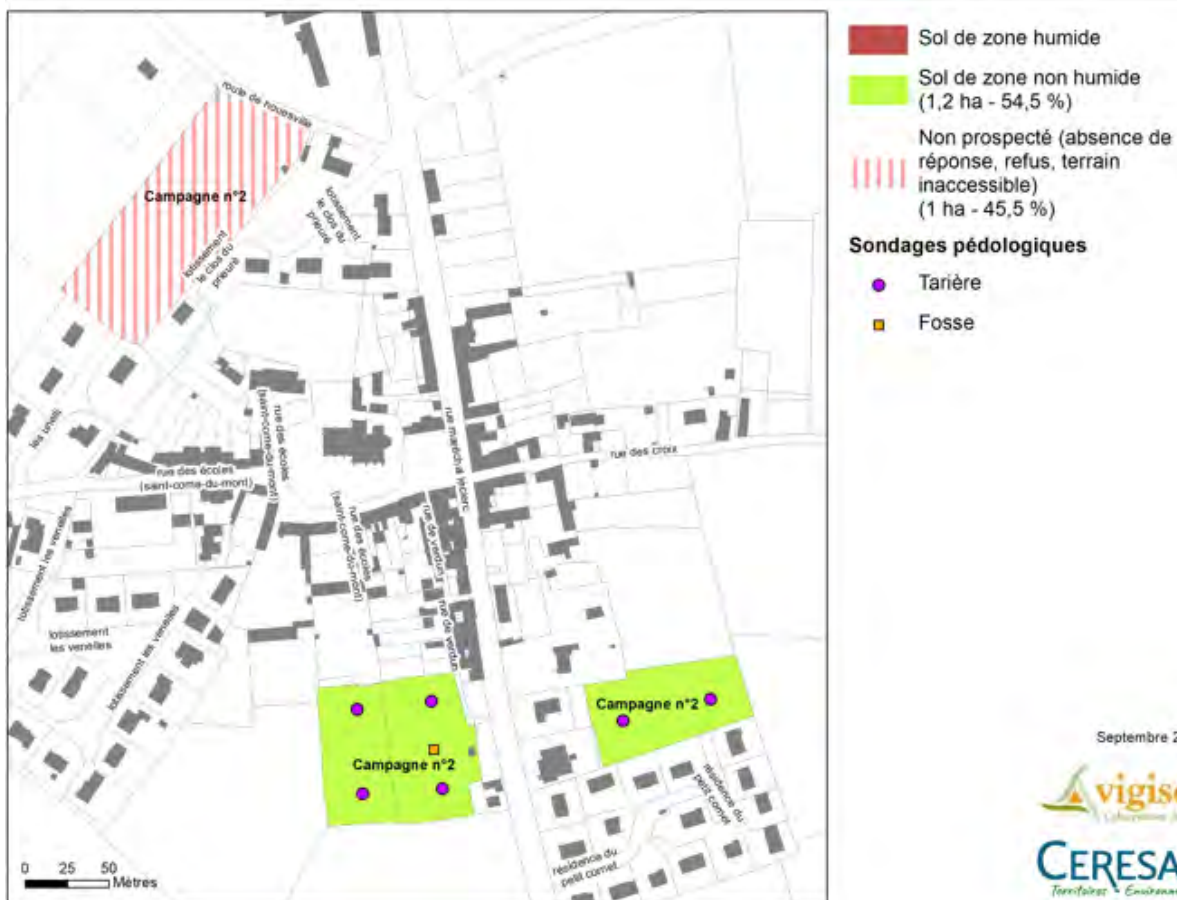 route de houesville
Campagne n°2
lotissement
le clos du
prieuré
lotissement
le clos du
prieuré
les unelli
rue des écoles
(saint-come-du-mont)
rue des écoles
(saint-come-du-mont)
rue maréchal leclerc
rue des croix
rue des écoles
(saint-come-du-mont)
rue de verdun
rue de verdun
lotissement les venelles
lotissement
les venelles
lotissement les venelles
Campagne n°2
Campagne n°2
résidence du
petit cornet
résidence du
petit cornet
0 25 50
Mètres
Sol de zone humide
Sol de zone non humide
(1,2 ha - 54,5 %)
Non prospecté (absence de
réponse, refus, terrain
inaccessible)
(1 ha - 45,5 %)
Sondages pédologiques
Tarière
Fosse
Septembre 2
vigiso
CERESA
Territoires • Environnem